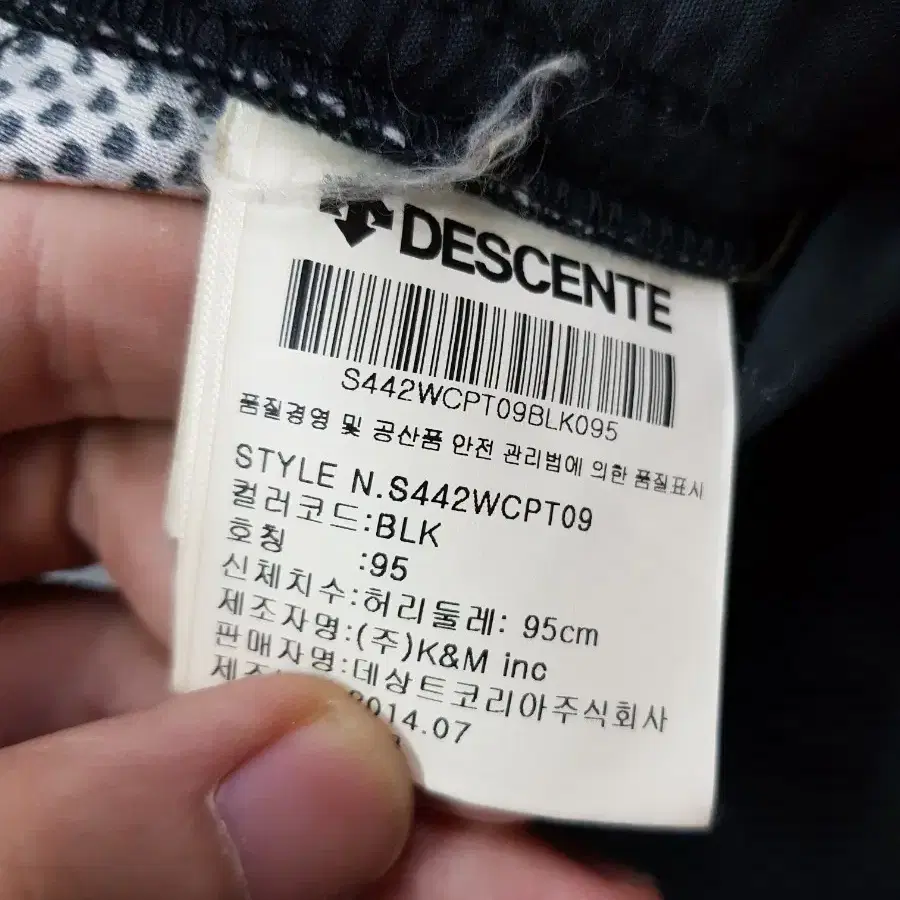 DESCENTE
S442WCPT09BLK095
품질경영 및 공산품 안전 관리법에 의한 품질표시
STYLE N.S442WCPT09
컬러코드:BLK
호칭 :95
신체치수:허리둘레: 95cm
제조자명:(주)K&M inc
판매자명:데상트코리아주식회사
2014.07